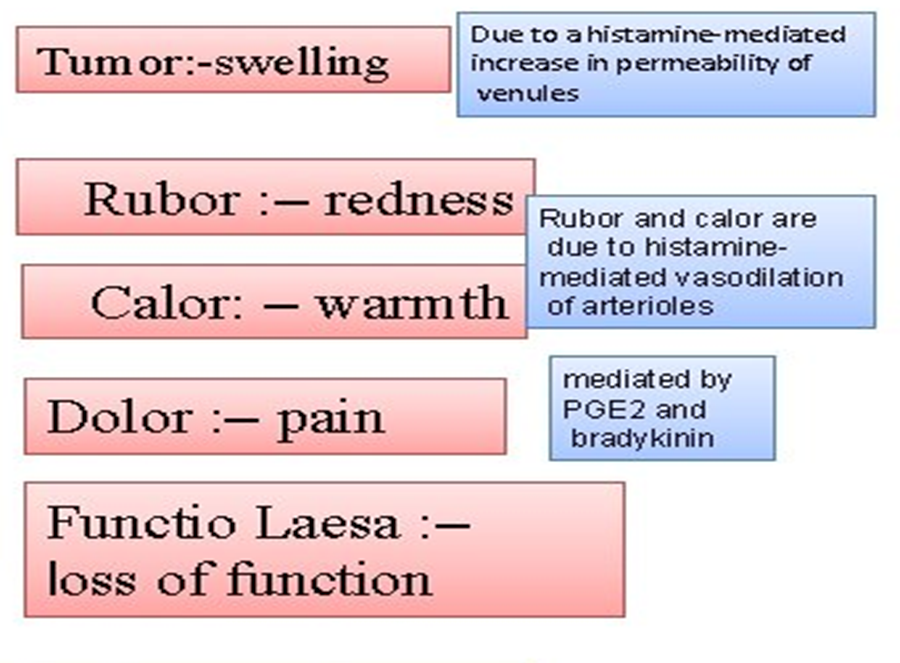 Tumor:-swelling
Due to a histamine-mediated
increase in permeability of
venules
Rubor :– redness
Calor: – warmth
Rubor and calor are
due to histamine-
mediated vasodilation
of arterioles
Dolor :– pain
mediated by
PGE2 and
bradykinin
Functio Laesa :–
loss of function